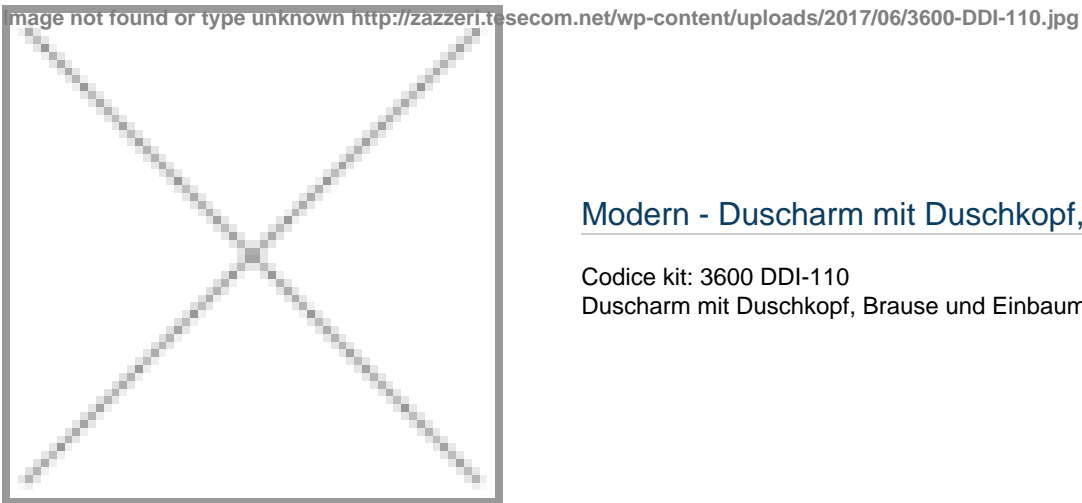 Image not found or type unknown http://zazzeri.tesecom.net/wp-content/uploads/2017/06/3600-DDI-110.jpg
Modern - Duscharm mit Duschkopf,
Codice kit: 3600 DDI-110
Duscharm mit Duschkopf, Brause und Einbaum